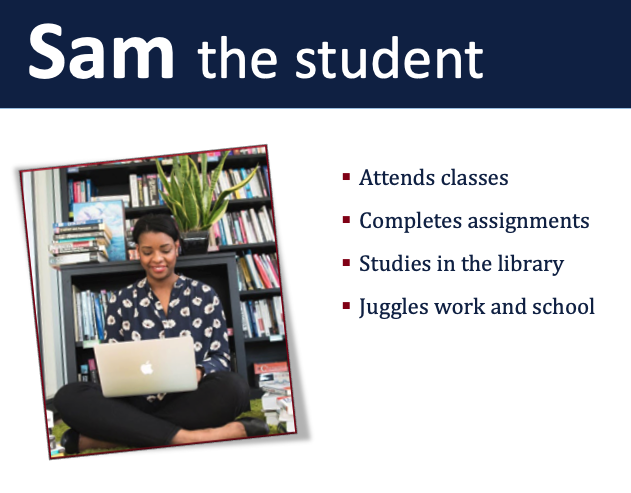 Sam the student
Attends classes
Completes assignments
Studies in the library
Juggles work and school